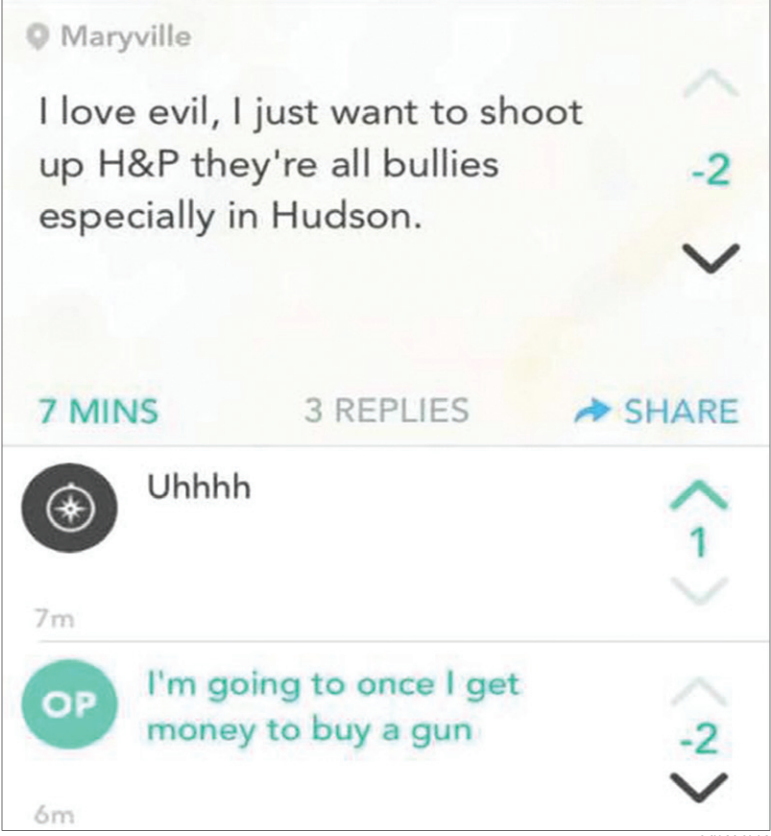 Maryville
I love evil, I just want to shoot
up H&P they're all bullies
especially in Hudson.
-2
7 MINS 3 REPLIES SHARE
Uhhhh
1
7m
OP
I'm going to once I get
money to buy a gun
-2
6m